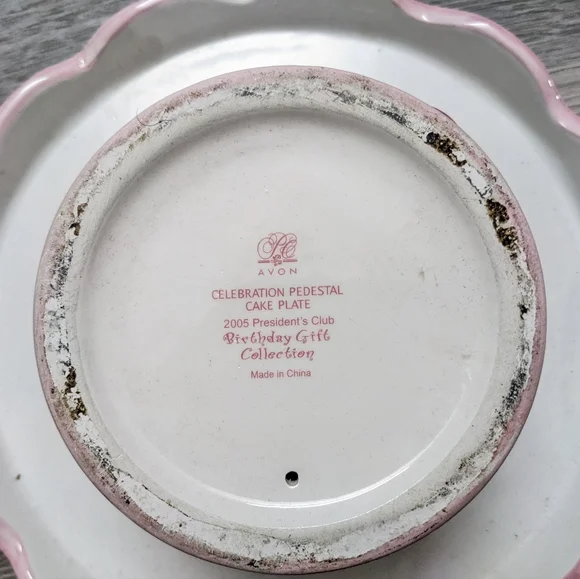 AVON
CELEBRATION PEDESTAL
CAKE PLATE
2005 President's Club
Birthday Gift
Collection
Made in China